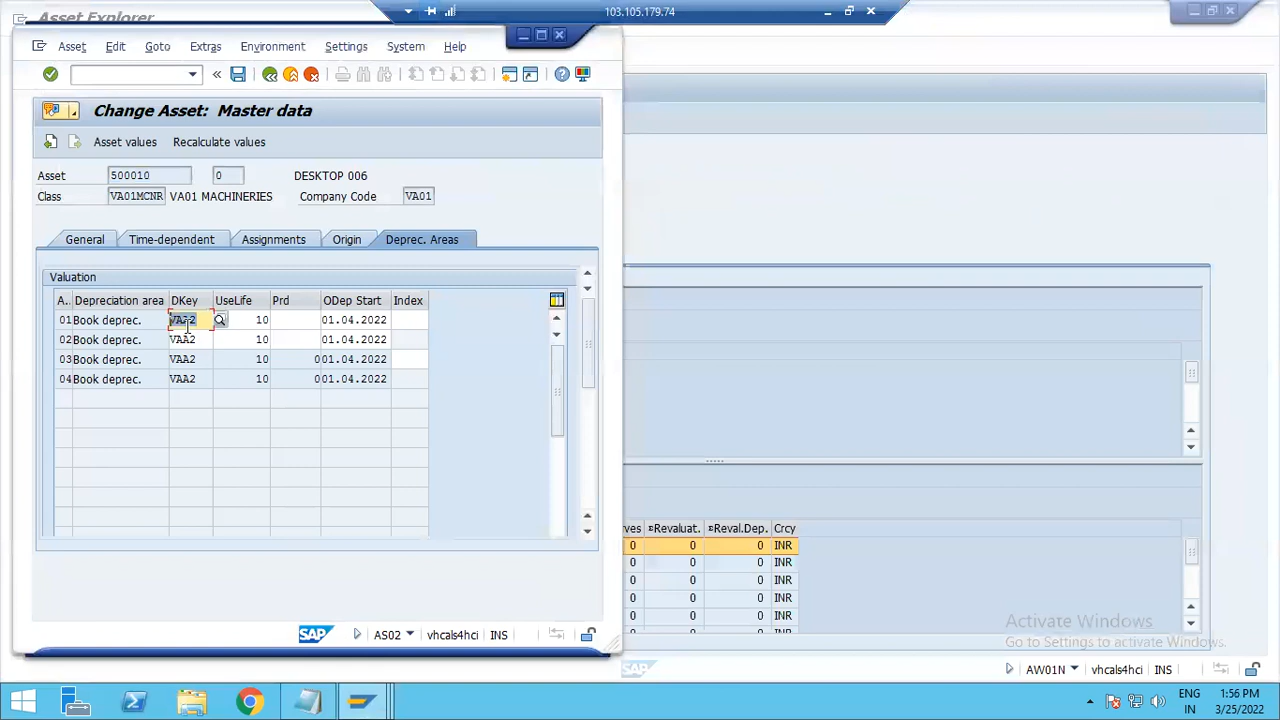 Asset Explorer
103.105.179.74
Asset Edit Goto Extras Environment Settings System Help
Change Asset: Master data
Asset values Recalculate values
Asset 500010 0 DESKTOP 006
Class VA01MCNR VA01 MACHINERIES Company Code VA01
General Time-dependent Assignments Origin Deprec. Areas
Valuation
A.. Depreciation area DKey UseLife Prd ODep Start Index
01 Book deprec. VAA2 10 01.04.2022
02 Book deprec. VAA2 10 01.04.2022
03 Book deprec. VAA2 10 001.04.2022
04 Book deprec. VAA2 10 001.04.2022
ves ¤Revaluat. ¤Reval.Dep. Crcy
0 0 0 INR
0 0 0 INR
0 0 0 INR
0 0 0 INR
0 0 0 INR
Activate Windows
Go to Settings to activate Windows.
SAP AS02 vhcals4hci INS
SAP AW01N vhcals4hci INS
ENG 1:56 PM
IN 3/25/2022